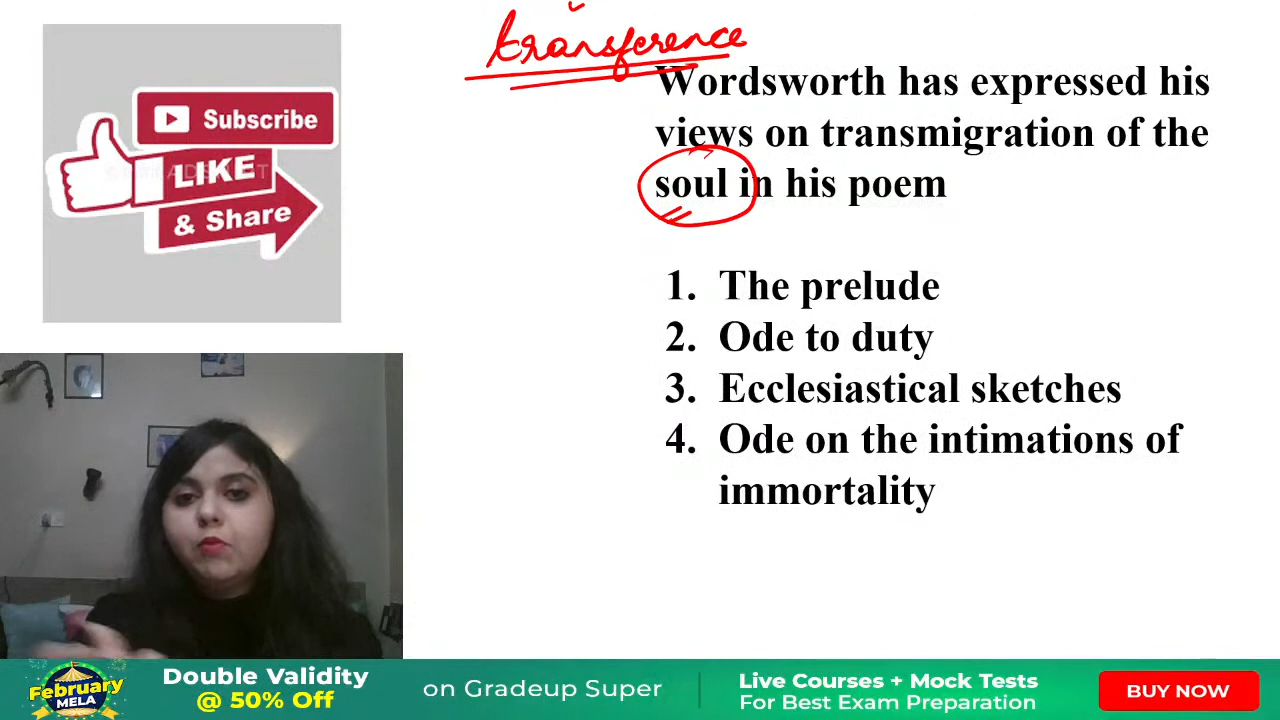 transference
Wordsworth has expressed his
views on transmigration of the
soul in his poem
1. The prelude
2. Ode to duty
3. Ecclesiastical sketches
4. Ode on the intimations of
immortality
Subscribe
LIKE
& Share
February
MELA
Double Validity
@ 50% Off
on Gradeup Super
Live Courses + Mock Tests
For Best Exam Preparation
BUY NOW